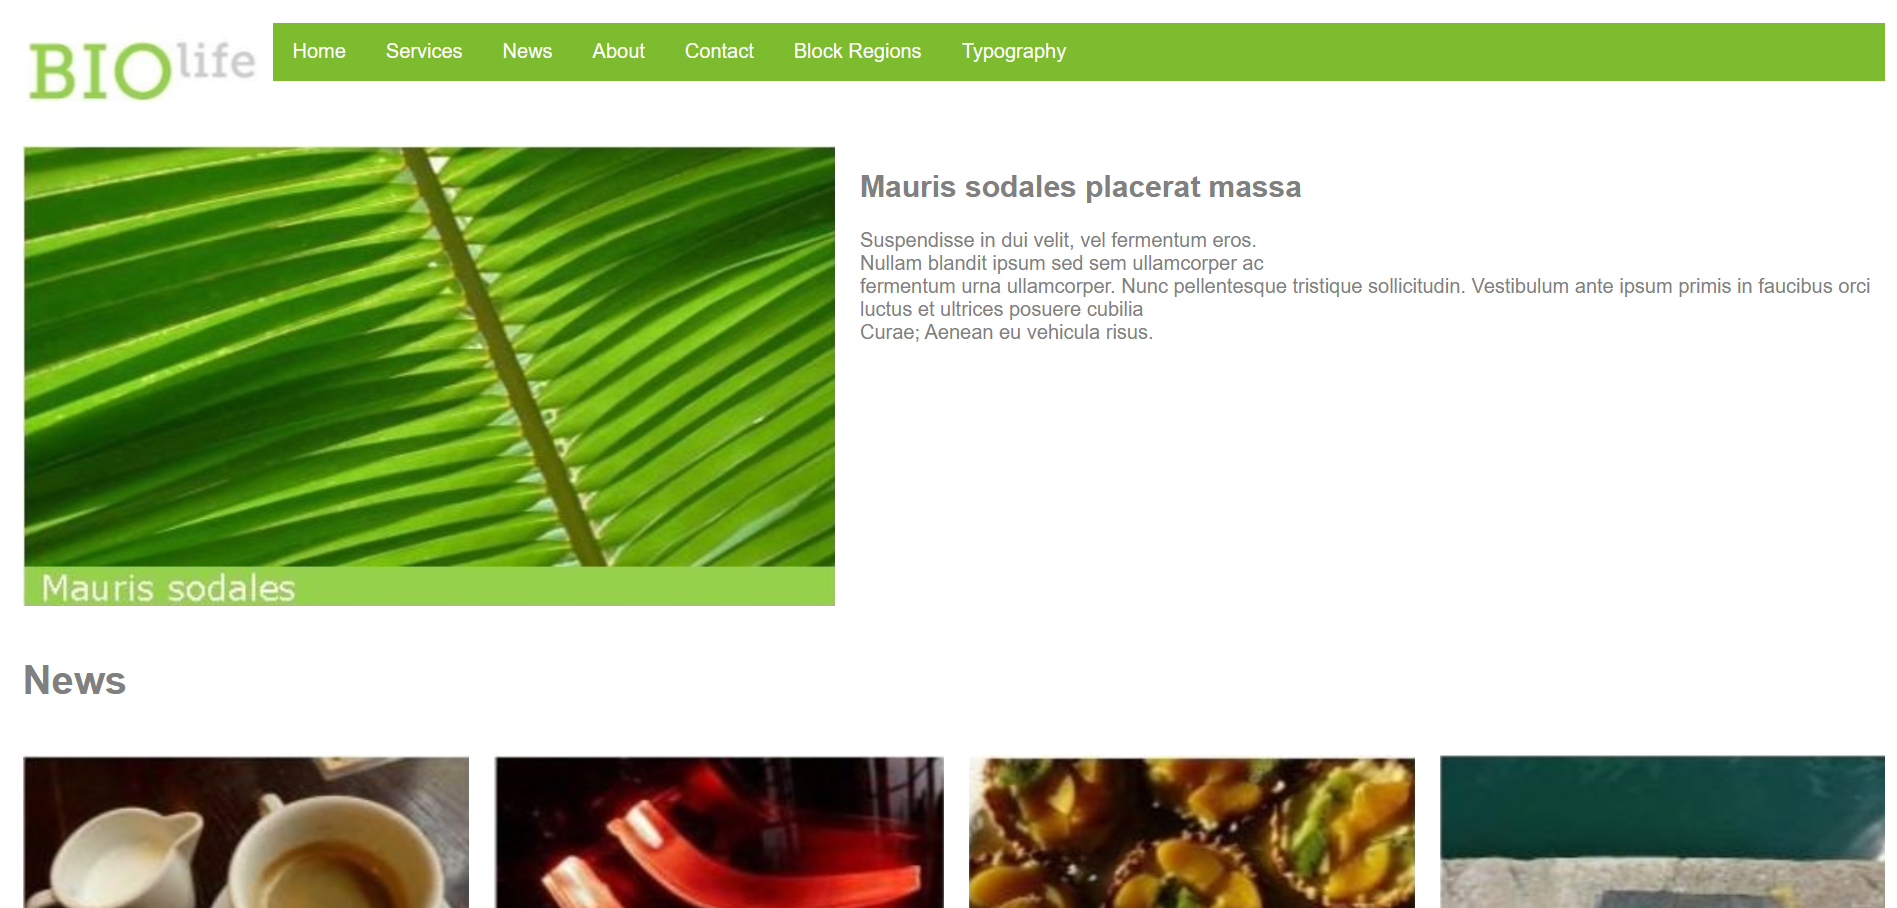 BIOlife
Home Services News About Contact Block Regions Typography
Mauris sodales placerat massa
Suspendisse in dui velit, vel fermentum eros.
Nullam blandit ipsum sed sem ullamcorper ac
fermentum urna ullamcorper. Nunc pellentesque tristique sollicitudin. Vestibulum ante ipsum primis in faucibus orci
luctus et ultrices posuere cubilia
Curae; Aenean eu vehicula risus.
Mauris sodales
News